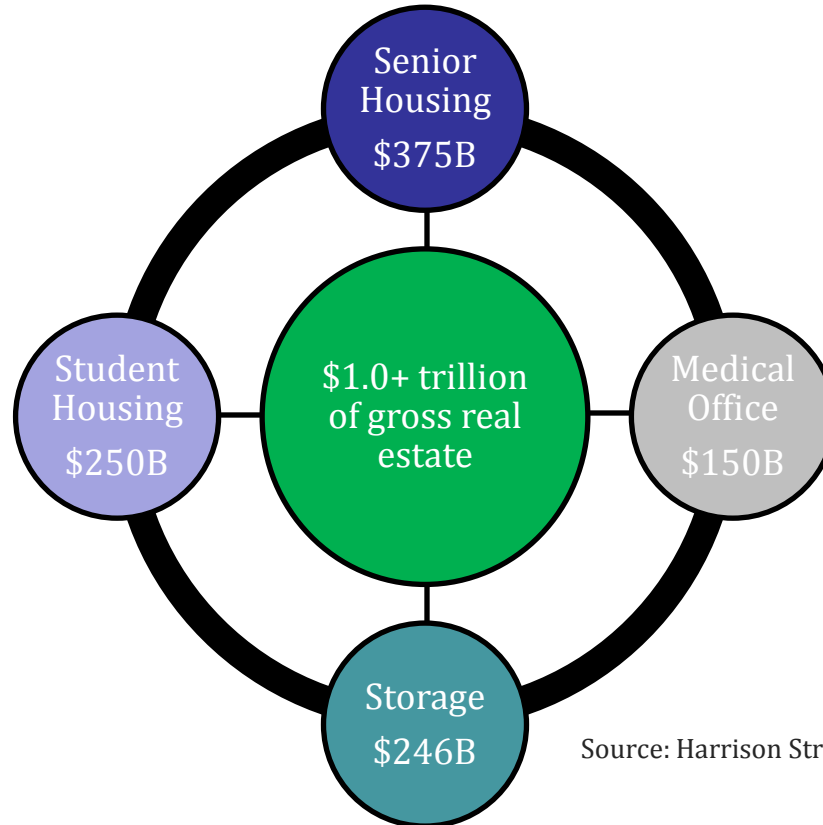 Senior
Housing
$375B
Student
Housing
$250B
$1.0+ trillion
of gross real
estate
Medical
Office
$150B
Storage
$246B
Source: Harrison